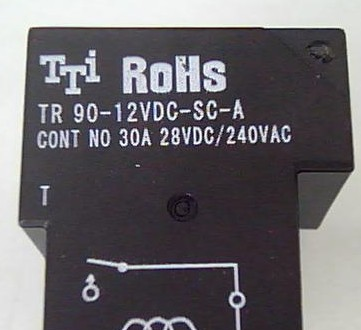 TTi RoHs
TR 90-12VDC-SC-A
CONT NO 30A 28VDC/240VAC
T